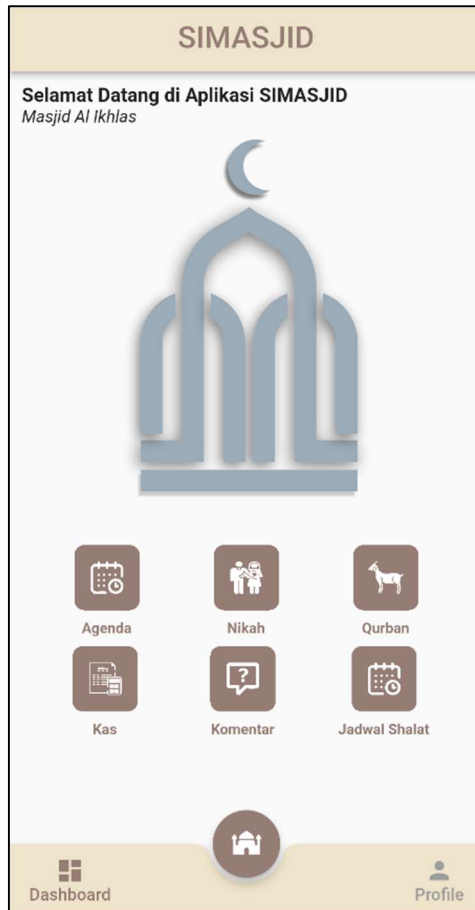 SIMASJID
Selamat Datang di Aplikasi SIMASJID
Masjid Al Ikhlas
Agenda Nikah Qurban
Kas Komentar Jadwal Shalat
Dashboard Profile